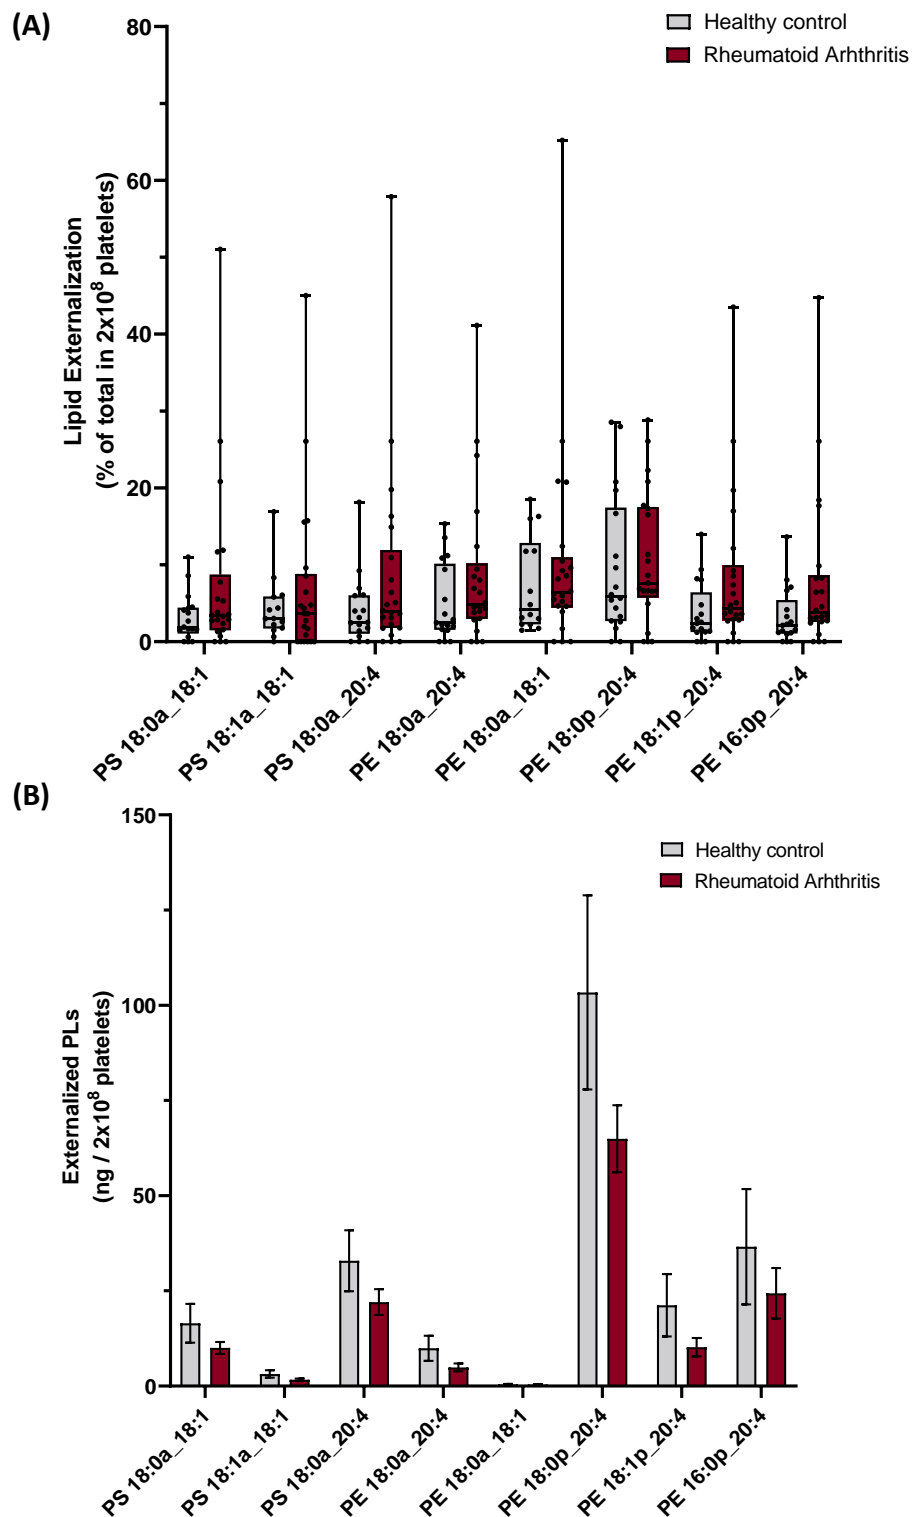 (A)
Healthy control
Rheumatoid Arhthritis
Lipid Externalization
(% of total in 2x10⁸ platelets)
80
60
40
20
0
PS 18:0a_18:1
PS 18:1a_18:1
PS 18:0a_20:4
PE 18:0a_20:4
PE 18:0a_18:1
PE 18:0p_20:4
PE 18:1p_20:4
PE 16:0p_20:4
(B)
Healthy control
Rheumatoid Arhthritis
Externalized PLs
(ng / 2x10⁸ platelets)
150
100
50
0
PS 18:0a_18:1
PS 18:1a_18:1
PS 18:0a_20:4
PE 18:0a_20:4
PE 18:0a_18:1
PE 18:0p_20:4
PE 18:1p_20:4
PE 16:0p_20:4